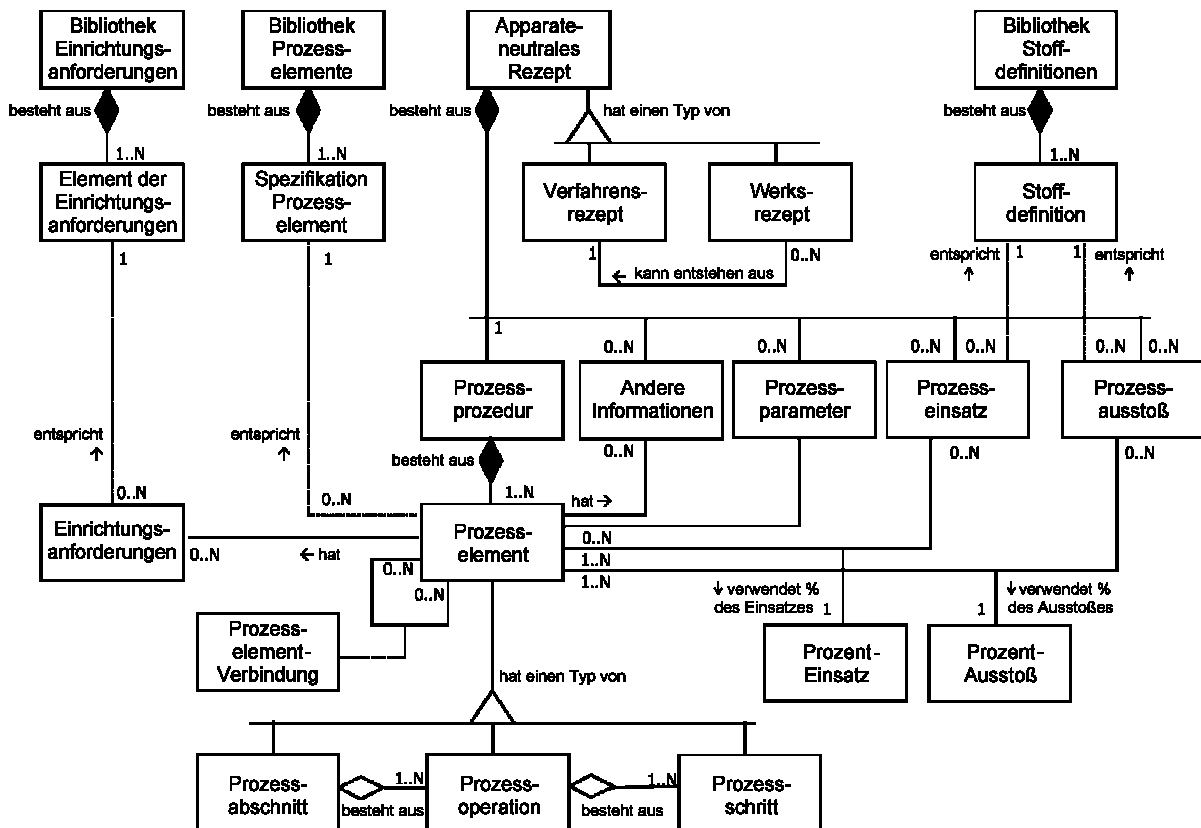 Bibliothek
Einrichtungs-
anforderungen
Bibliothek
Prozess-
elemente
Apparate-
neutrales
Rezept
Bibliothek
Stoff-
definitionen
besteht aus
besteht aus
besteht aus
hat einen Typ von
besteht aus
1..N
1..N
1..N
Element der
Einrichtungs-
anforderungen
Spezifikation
Prozess-
element
Verfahrens-
rezept
Werks-
rezept
Stoff-
definition
1
1
1
0..N
← kann entstehen aus
entspricht
↑
1
1
entspricht
↑
1
0..N
0..N
0..N
0..N
0..N
0..N
Prozess-
prozedur
Andere
Informationen
Prozess-
parameter
Prozess-
einsatz
Prozess-
ausstoß
entspricht
↑
entspricht
↑
besteht aus
0..N
0..N
0..N
0..N
0..N
1..N
hat →
Einrichtungs-
anforderungen
Prozess-
element
0..N
← hat
0..N
1..N
1..N
0..N
0..N
↓ verwendet %
des Einsatzes
1
↓ verwendet %
des Ausstoßes
1
Prozess-
element-
Verbindung
Prozent-
Einsatz
Prozent-
Ausstoß
hat einen Typ von
Prozess-
abschnitt
1..N
besteht aus
Prozess-
operation
1..N
besteht aus
Prozess-
schritt